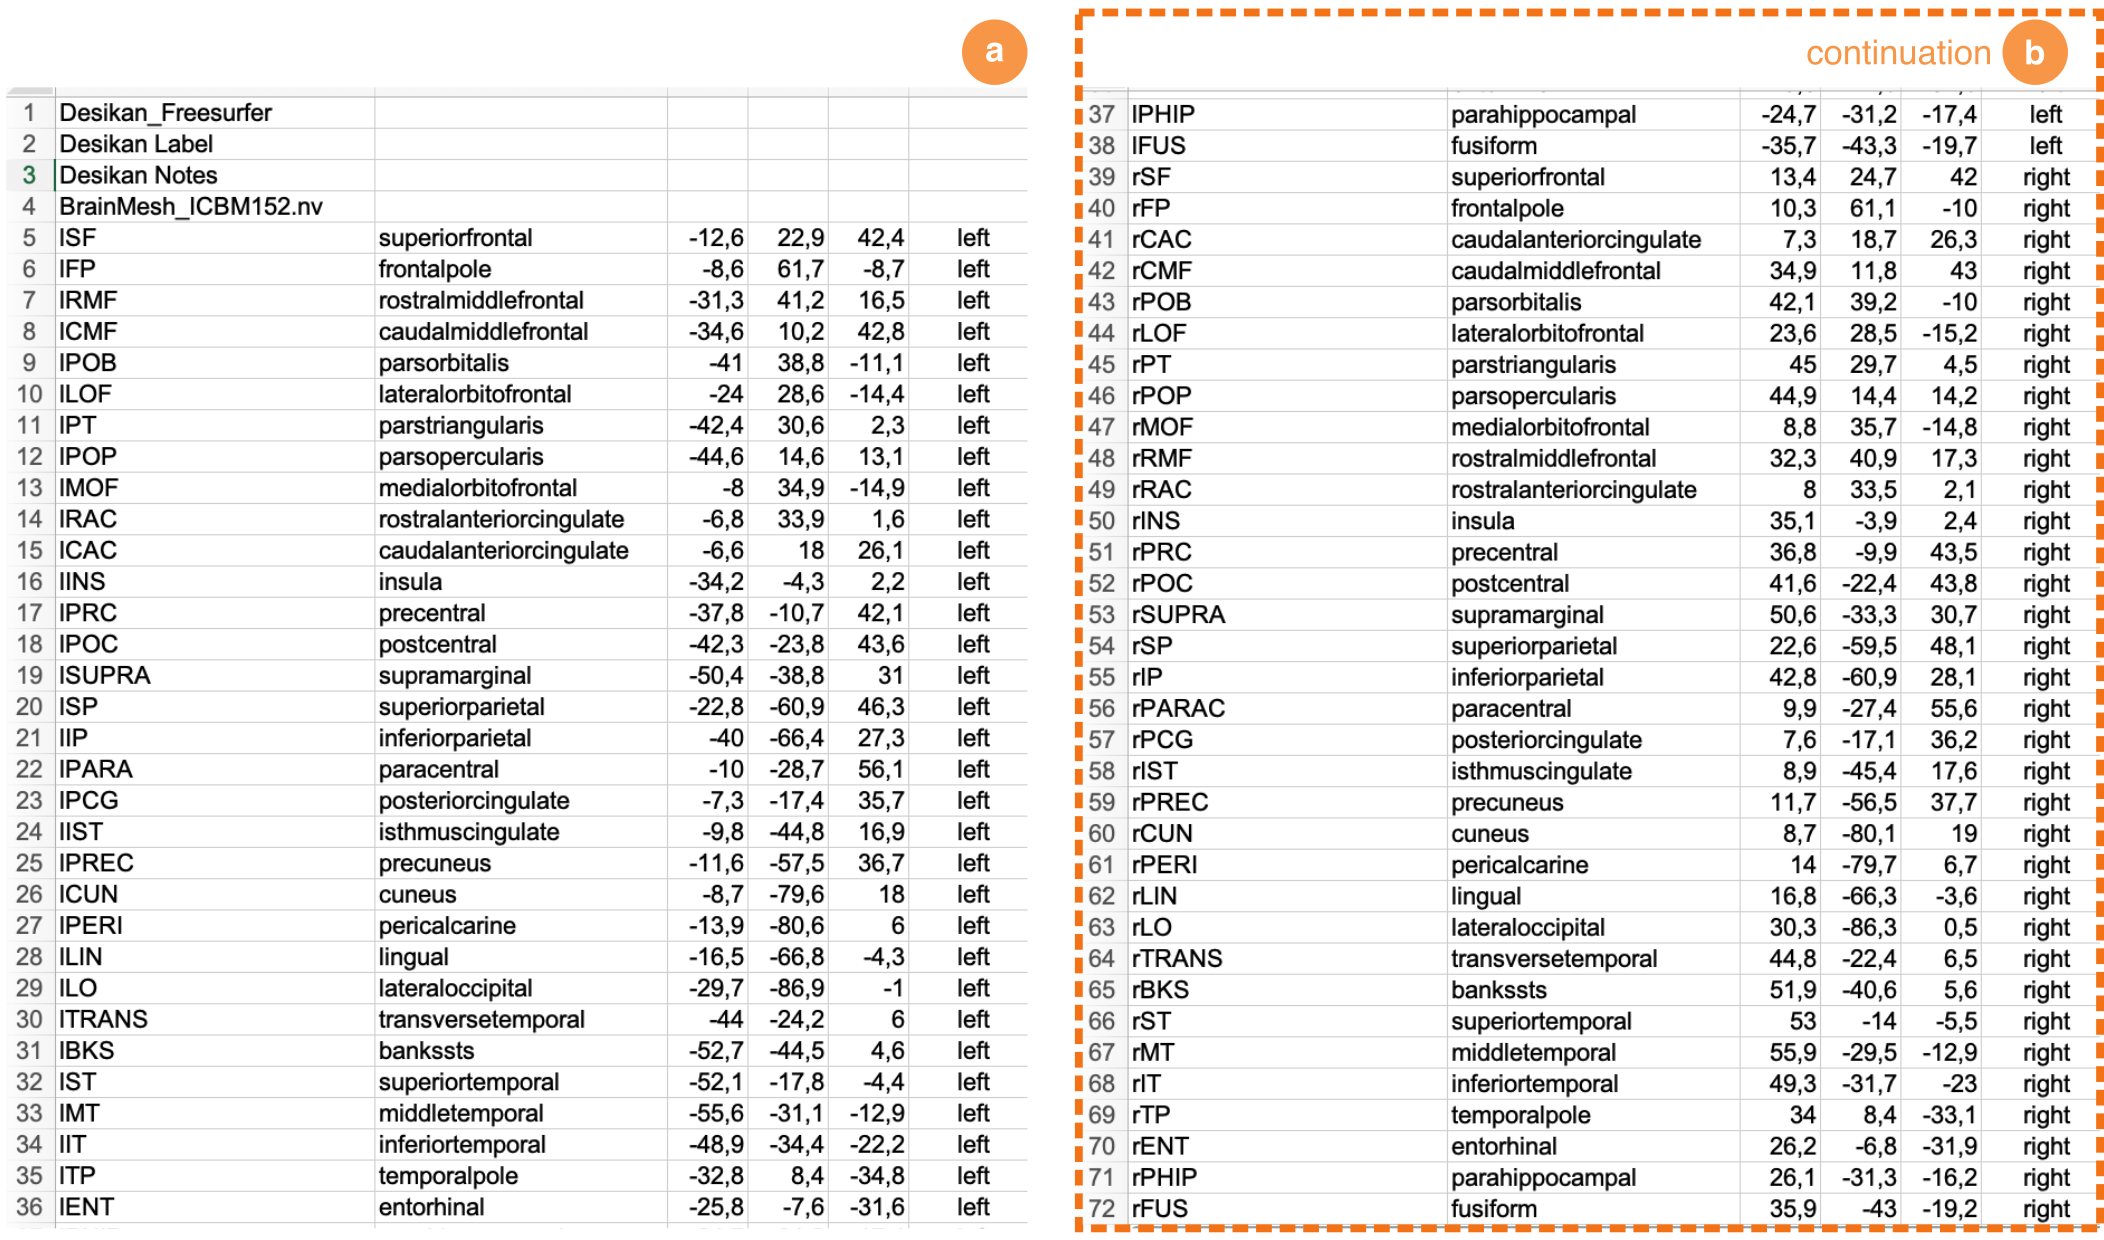 a
1 Desikan_Freesurfer
2 Desikan Label
3 Desikan Notes
4 BrainMesh_ICBM152.nv
5 lSF superiorfrontal -12,6 22,9 42,4 left
6 lFP frontalpole -8,6 61,7 -8,7 left
7 lRMF rostralmiddlefrontal -31,3 41,2 16,5 left
8 lCMF caudalmiddlefrontal -34,6 10,2 42,8 left
9 lPOB parsorbitalis -41 38,8 -11,1 left
10 lLOF lateralorbitofrontal -24 28,6 -14,4 left
11 lPT parstriangularis -42,4 30,6 2,3 left
12 lPOP parsopercularis -44,6 14,6 13,1 left
13 lMOF medialorbitofrontal -8 34,9 -14,9 left
14 lRAC rostralanteriorcingulate -6,8 33,9 1,6 left
15 lCAC caudalanteriorcingulate -6,6 18 26,1 left
16 lINS insula -34,2 -4,3 2,2 left
17 lPRC precentral -37,8 -10,7 42,1 left
18 lPOC postcentral -42,3 -23,8 43,6 left
19 lSUPRA supramarginal -50,4 -38,8 31 left
20 lSP superiorparietal -22,8 -60,9 46,3 left
21 lIP inferiorparietal -40 -66,4 27,3 left
22 lPARA paracentral -10 -28,7 56,1 left
23 lPCG posteriorcingulate -7,3 -17,4 35,7 left
24 lIST isthmuscingulate -9,8 -44,8 16,9 left
25 lPREC precuneus -11,6 -57,5 36,7 left
26 lCUN cuneus -8,7 -79,6 18 left
27 lPERI pericalcarine -13,9 -80,6 6 left
28 lLIN lingual -16,5 -66,8 -4,3 left
29 lLO lateraloccipital -29,7 -86,9 -1 left
30 lTRANS transversetemporal -44 -24,2 6 left
31 lBKS bankssts -52,7 -44,5 4,6 left
32 lST superiortemporal -52,1 -17,8 -4,4 left
33 lMT middletemporal -55,6 -31,1 -12,9 left
34 lIT inferiortemporal -48,9 -34,4 -22,2 left
35 lTP temporalpole -32,8 8,4 -34,8 left
36 lENT entorhinal -25,8 -7,6 -31,6 left
continuation b
37 lPHIP parahippocampal -24,7 -31,2 -17,4 left
38 lFUS fusiform -35,7 -43,3 -19,7 left
39 rSF superiorfrontal 13,4 24,7 42 right
40 rFP frontalpole 10,3 61,1 -10 right
41 rCAC caudalanteriorcingulate 7,3 18,7 26,3 right
42 rCMF caudalmiddlefrontal 34,9 11,8 43 right
43 rPOB parsorbitalis 42,1 39,2 -10 right
44 rLOF lateralorbitofrontal 23,6 28,5 -15,2 right
45 rPT parstriangularis 45 29,7 4,5 right
46 rPOP parsopercularis 44,9 14,4 14,2 right
47 rMOF medialorbitofrontal 8,8 35,7 -14,8 right
48 rRMF rostralmiddlefrontal 32,3 40,9 17,3 right
49 rRAC rostralanteriorcingulate 8 33,5 2,1 right
50 rINS insula 35,1 -3,9 2,4 right
51 rPRC precentral 36,8 -9,9 43,5 right
52 rPOC postcentral 41,6 -22,4 43,8 right
53 rSUPRA supramarginal 50,6 -33,3 30,7 right
54 rSP superiorparietal 22,6 -59,5 48,1 right
55 rIP inferiorparietal 42,8 -60,9 28,1 right
56 rPARAC paracentral 9,9 -27,4 55,6 right
57 rPCG posteriorcingulate 7,6 -17,1 36,2 right
58 rIST isthmuscingulate 8,9 -45,4 17,6 right
59 rPREC precuneus 11,7 -56,5 37,7 right
60 rCUN cuneus 8,7 -80,1 19 right
61 rPERI pericalcarine 14 -79,7 6,7 right
62 rLIN lingual 16,8 -66,3 -3,6 right
63 rLO lateraloccipital 30,3 -86,3 0,5 right
64 rTRANS transversetemporal 44,8 -22,4 6,5 right
65 rBKS bankssts 51,9 -40,6 5,6 right
66 rST superiortemporal 53 -14 -5,5 right
67 rMT middletemporal 55,9 -29,5 -12,9 right
68 rIT inferiortemporal 49,3 -31,7 -23 right
69 rTP temporalpole 34 8,4 -33,1 right
70 rENT entorhinal 26,2 -6,8 -31,9 right
71 rPHIP parahippocampal 26,1 -31,3 -16,2 right
72 rFUS fusiform 35,9 -43 -19,2 right